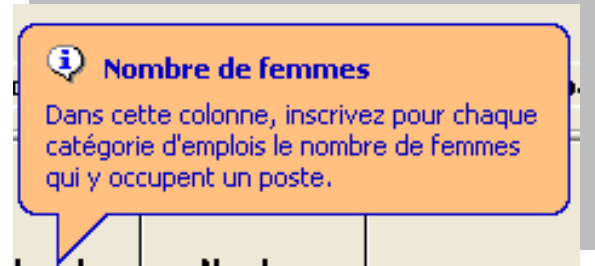 Nombre de femmes
Dans cette colonne, inscrivez pour chaque
catégorie d'emplois le nombre de femmes
qui y occupent un poste.